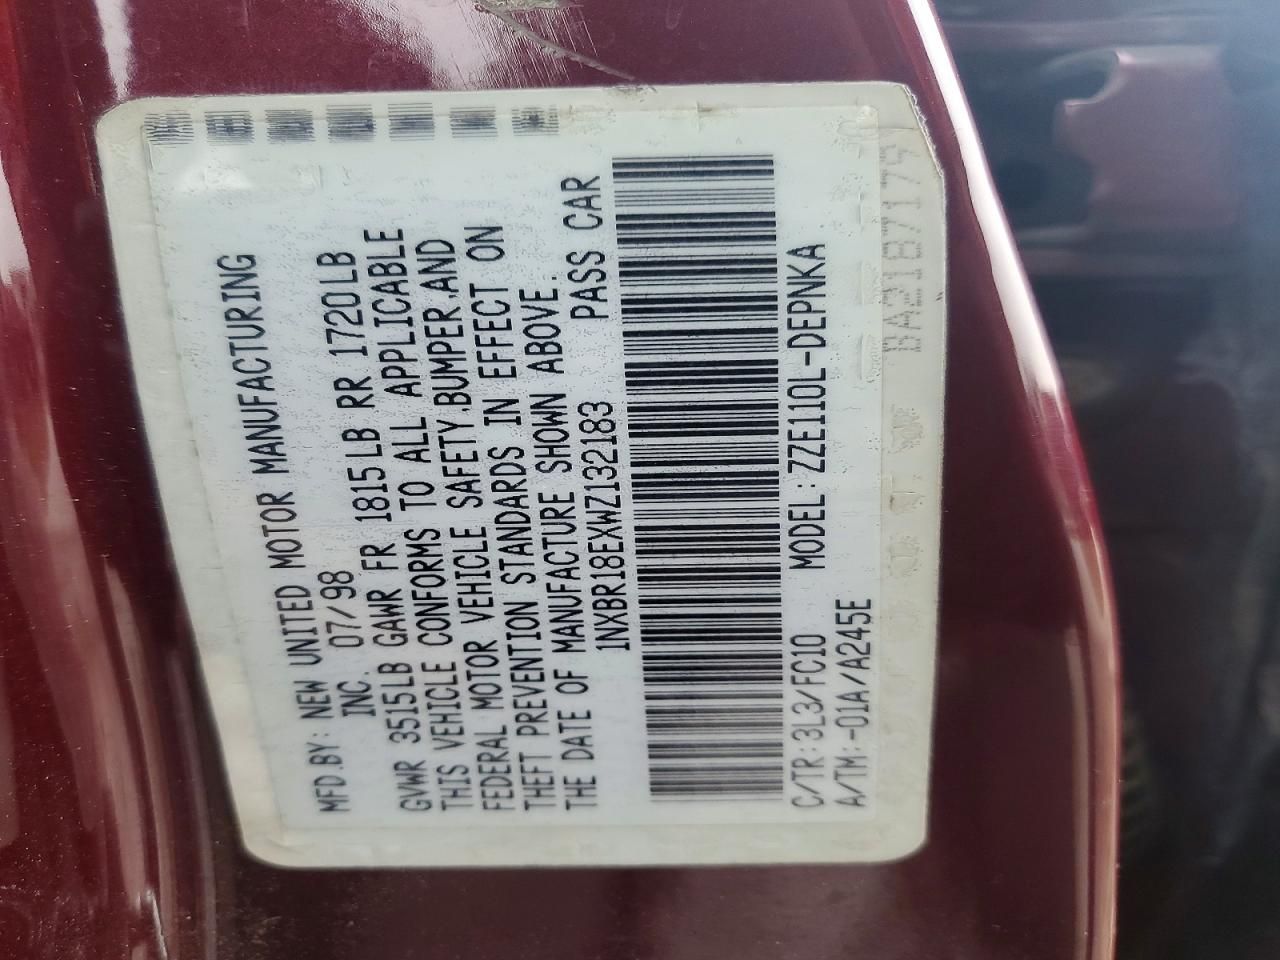 MFD.BY: NEW UNITED MOTOR MANUFACTURING
INC. 07/98
GVWR 3515LB GAWR FR 1815LB RR 1720LB
THIS VEHICLE CONFORMS TO ALL APPLICABLE
FEDERAL MOTOR VEHICLE SAFETY.BUMPER.AND
THEFT PREVENTION STANDARDS IN EFFECT ON
THE DATE OF MANUFACTURE SHOWN ABOVE.
1NXBR18EXWZ132183 PASS CAR
C/TR:3L3/FC10 MODEL:ZZE110L-DEPNKA
A/TM:-01A/A245E